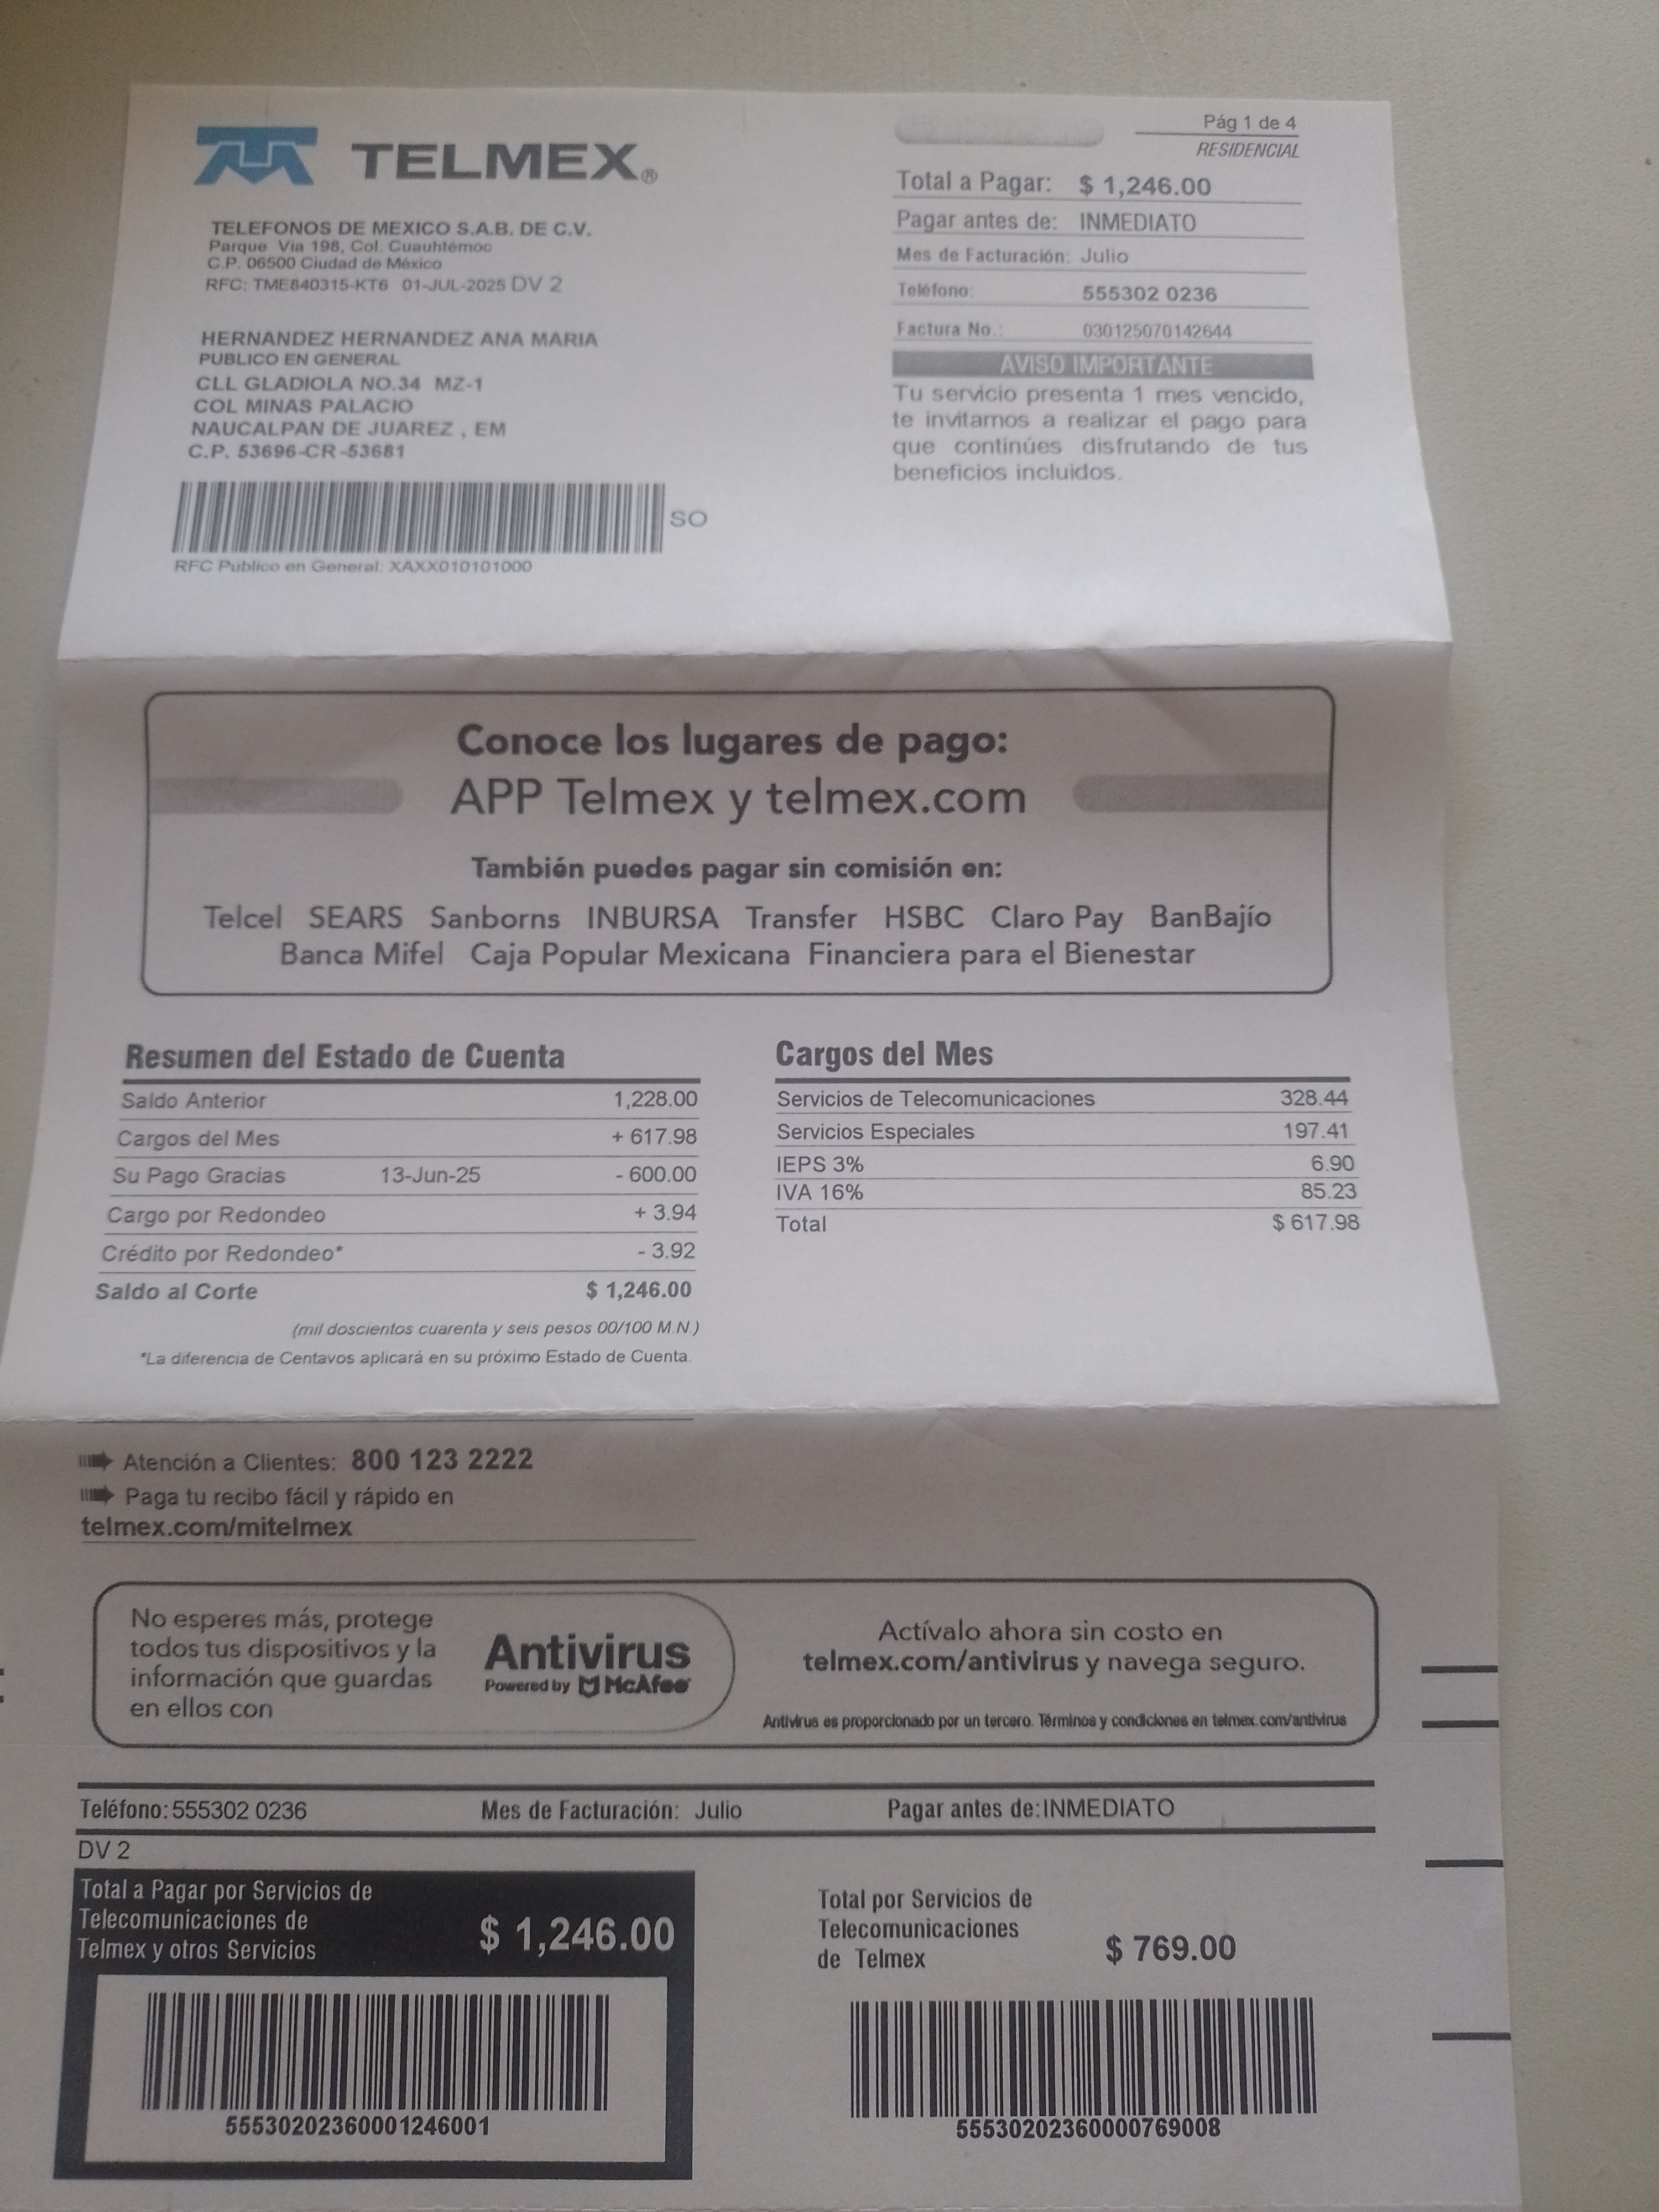 TELMEX®
TELEFONOS DE MEXICO S.A.B. DE C.V.
Parque Via 198, Col. Cuauhtémoc
C.P. 06500 Ciudad de México
RFC: TME840315-KT6 01-JUL-2025 DV 2
HERNANDEZ HERNANDEZ ANA MARIA
PUBLICO EN GENERAL
CLL GLADIOLA NO.34 MZ-1
COL MINAS PALACIO
NAUCALPAN DE JUAREZ , EM
C.P. 53696-CR-53681
SO
RFC Público en General: XAXX010101000
Pág 1 de 4
RESIDENCIAL
Total a Pagar: $ 1,246.00
Pagar antes de: INMEDIATO
Mes de Facturación: Julio
Teléfono: 555302 0236
Factura No.: 030125070142644
AVISO IMPORTANTE
Tu servicio presenta 1 mes vencido,
te invitamos a realizar el pago para
que continúes disfrutando de tus
beneficios incluidos.
Conoce los lugares de pago:
APP Telmex y telmex.com
También puedes pagar sin comisión en:
Telcel SEARS Sanborns INBURSA Transfer HSBC Claro Pay BanBajío
Banca Mifel Caja Popular Mexicana Financiera para el Bienestar
Resumen del Estado de Cuenta
Saldo Anterior 1,228.00
Cargos del Mes + 617.98
Su Pago Gracias 13-Jun-25 - 600.00
Cargo por Redondeo + 3.94
Crédito por Redondeo* - 3.92
Saldo al Corte $ 1,246.00
(mil doscientos cuarenta y seis pesos 00/100 M.N.)
*La diferencia de Centavos aplicará en su próximo Estado de Cuenta.
Cargos del Mes
Servicios de Telecomunicaciones 328.44
Servicios Especiales 197.41
IEPS 3% 6.90
IVA 16% 85.23
Total $ 617.98
Atención a Clientes: 800 123 2222
Paga tu recibo fácil y rápido en
telmex.com/mitelmex
No esperes más, protege
todos tus dispositivos y la
información que guardas
en ellos con
Antivirus
Powered by McAfee
Actívalo ahora sin costo en
telmex.com/antivirus y navega seguro.
Antivirus es proporcionado por un tercero. Términos y condiciones en telmex.com/antivirus
Teléfono: 555302 0236 Mes de Facturación: Julio Pagar antes de: INMEDIATO
DV 2
Total a Pagar por Servicios de
Telecomunicaciones de
Telmex y otros Servicios
$ 1,246.00
55530202360001246001
Total por Servicios de
Telecomunicaciones
de Telmex
$ 769.00
55530202360000769008